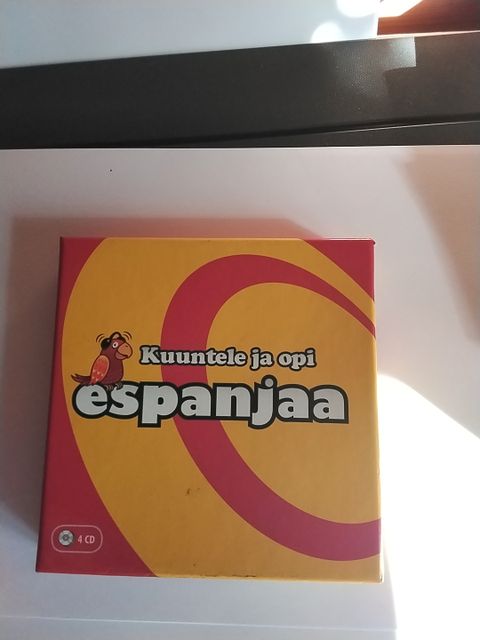 Kuuntele ja opi
espanjaa
4 CD